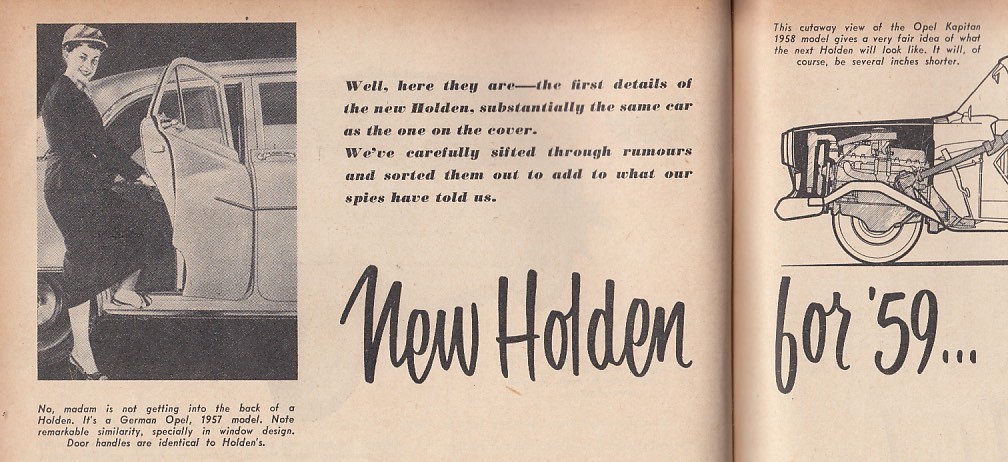 No, madam is not getting into the back of a
Holden. It's a German Opel, 1957 model. Note
remarkable similarity, specially in window design.
Door handles are identical to Holden's.
Well, here they are—the first details of
the new Holden, substantially the same car
as the one on the cover.
We've carefully sifted through rumours
and sorted them out to add to what our
spies have told us.
New Holden
for '59...
This cutaway view of the Opel Kapitan
1958 model gives a very fair idea of what
the next Holden will look like. It will, of
course, be several inches shorter.